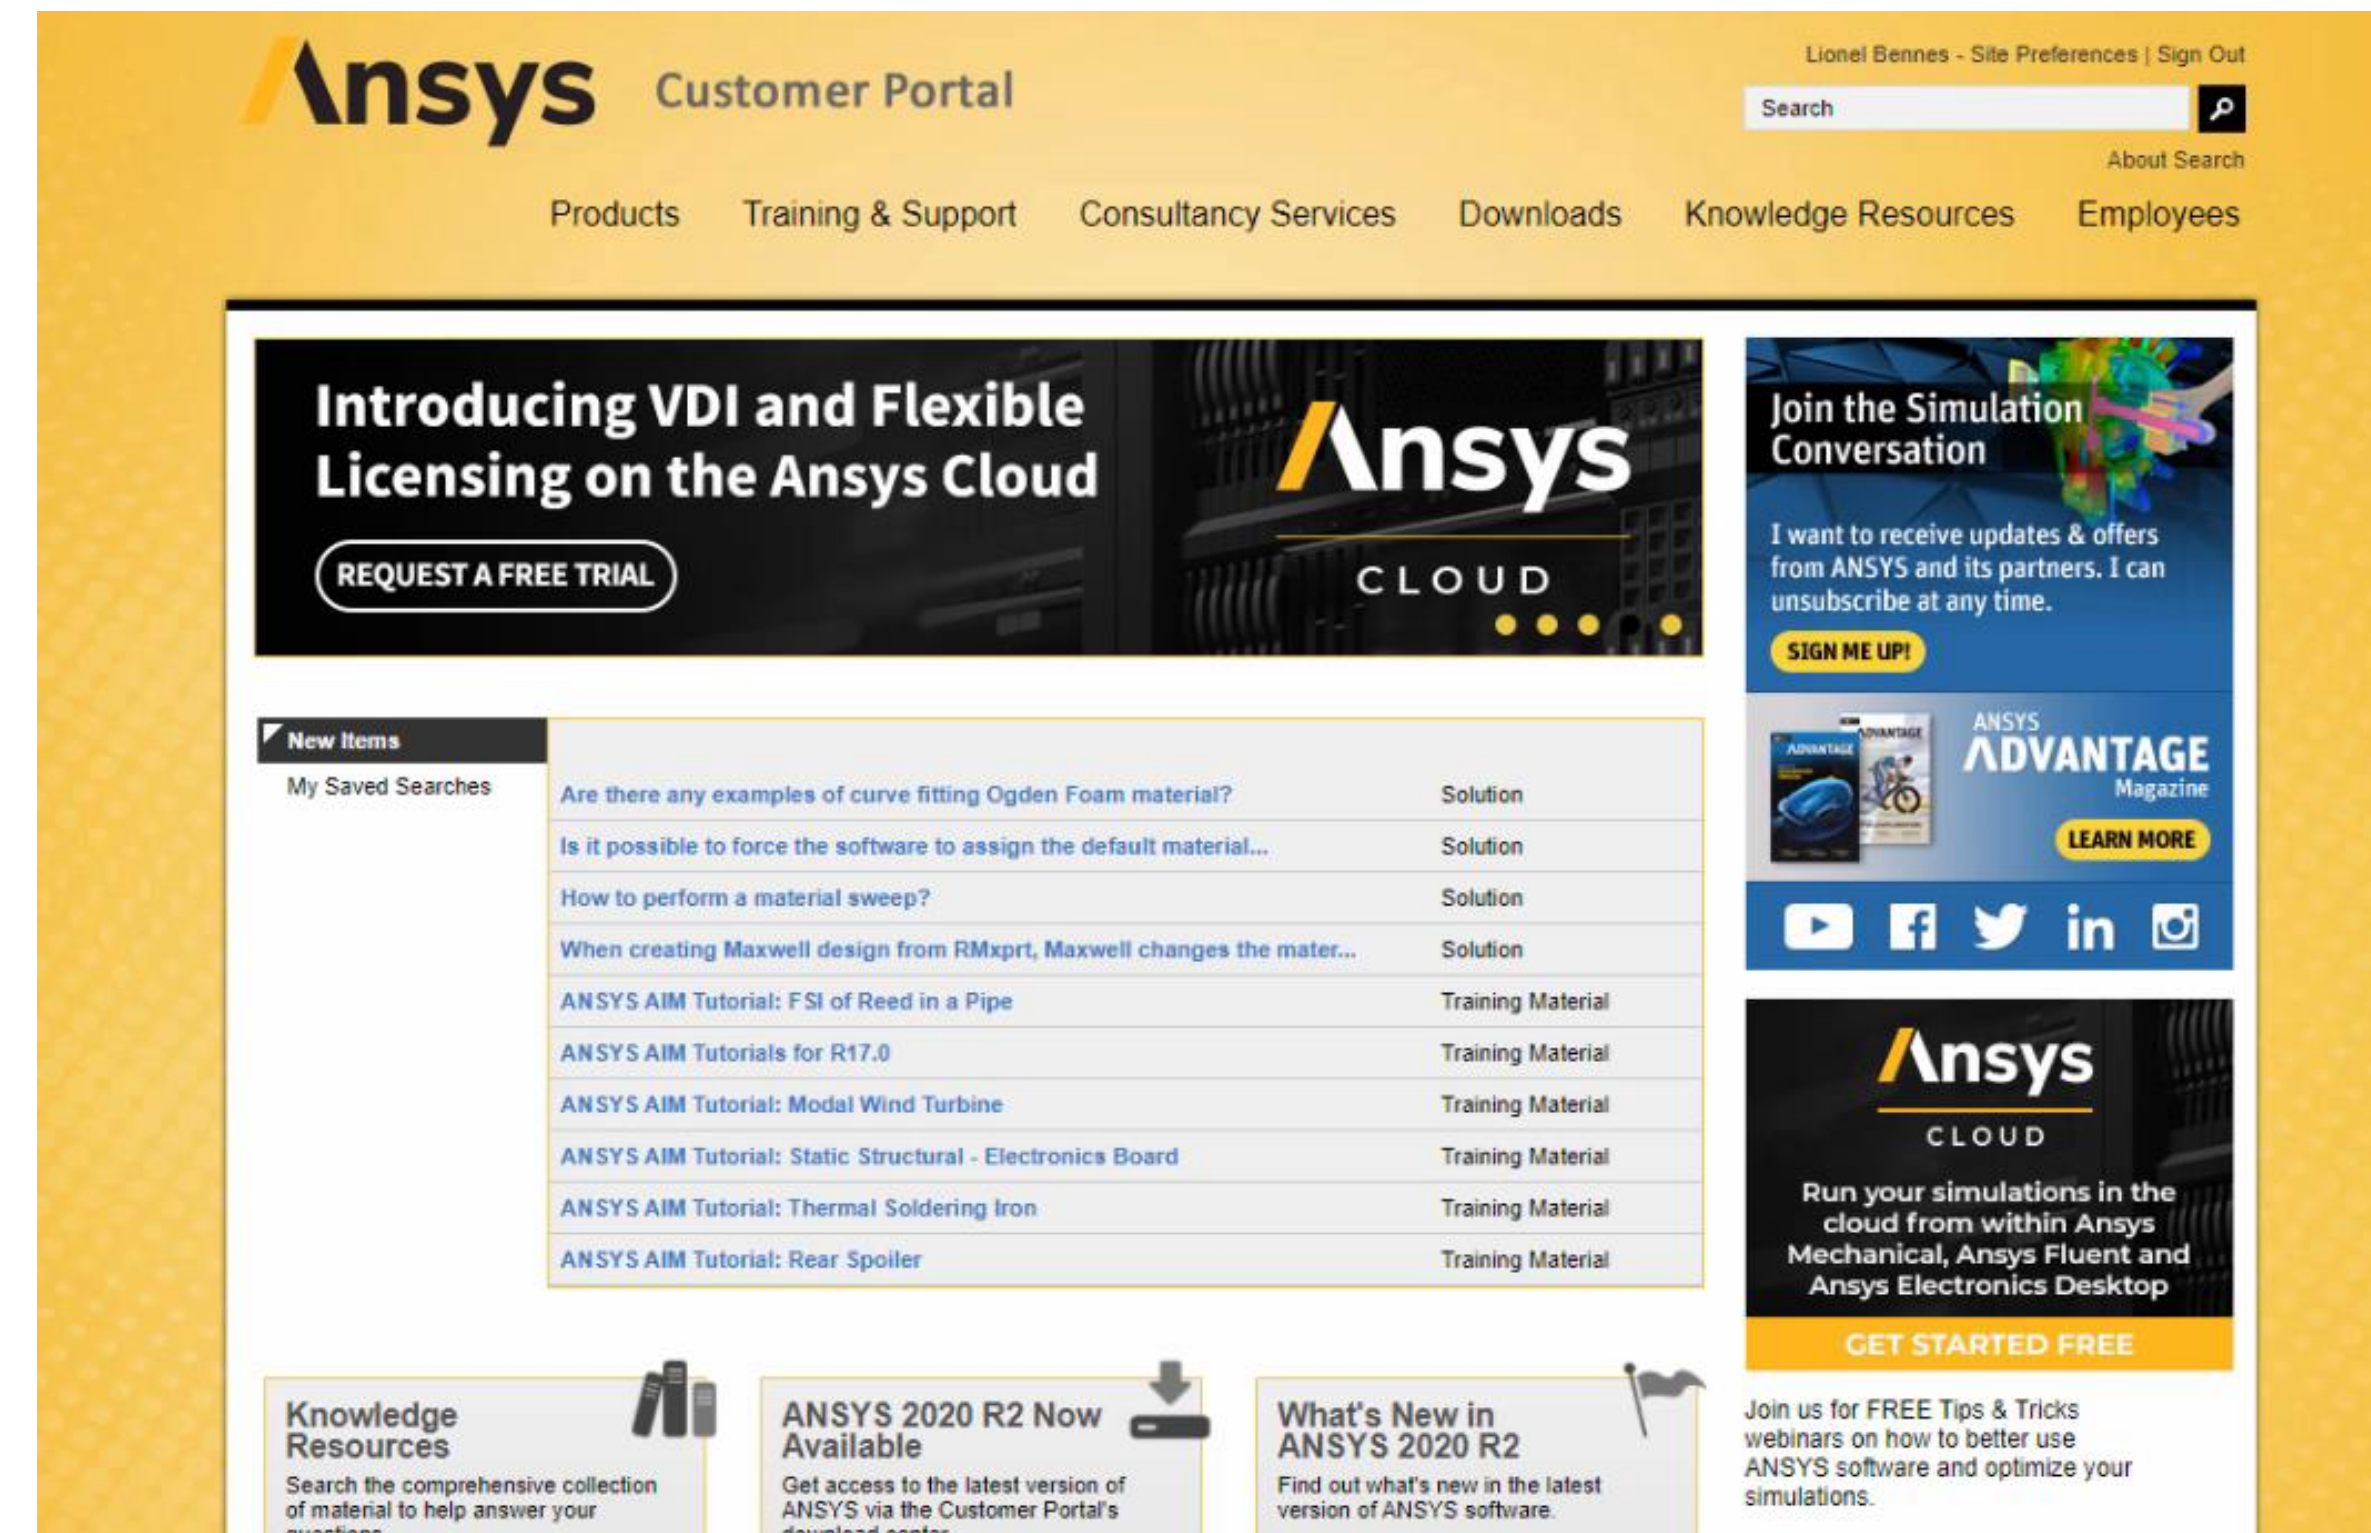 Ansys Customer Portal
Lionel Bennes - Site Preferences | Sign Out
Search
About Search
Products Training & Support Consultancy Services Downloads Knowledge Resources Employees
Introducing VDI and Flexible
Licensing on the Ansys Cloud
REQUEST A FREE TRIAL
Ansys
CLOUD
New Items
My Saved Searches
Are there any examples of curve fitting Ogden Foam material? Solution
Is it possible to force the software to assign the default material... Solution
How to perform a material sweep? Solution
When creating Maxwell design from RMxprt, Maxwell changes the mater... Solution
ANSYS AIM Tutorial: FSI of Reed in a Pipe Training Material
ANSYS AIM Tutorials for R17.0 Training Material
ANSYS AIM Tutorial: Modal Wind Turbine Training Material
ANSYS AIM Tutorial: Static Structural - Electronics Board Training Material
ANSYS AIM Tutorial: Thermal Soldering Iron Training Material
ANSYS AIM Tutorial: Rear Spoiler Training Material
Knowledge
Resources
Search the comprehensive collection
of material to help answer your
ANSYS 2020 R2 Now
Available
Get access to the latest version of
ANSYS via the Customer Portal's
download center
What's New in
ANSYS 2020 R2
Find out what's new in the latest
version of ANSYS software.
Join the Simulation
Conversation
I want to receive updates & offers
from ANSYS and its partners. I can
unsubscribe at any time.
SIGN ME UP!
ADVANTAGE
ADVANTAGE
ANSYS
ADVANTAGE
Magazine
LEARN MORE
in
Ansys
CLOUD
Run your simulations in the
cloud from within Ansys
Mechanical, Ansys Fluent and
Ansys Electronics Desktop
GET STARTED FREE
Join us for FREE Tips & Tricks
webinars on how to better use
ANSYS software and optimize your
simulations.